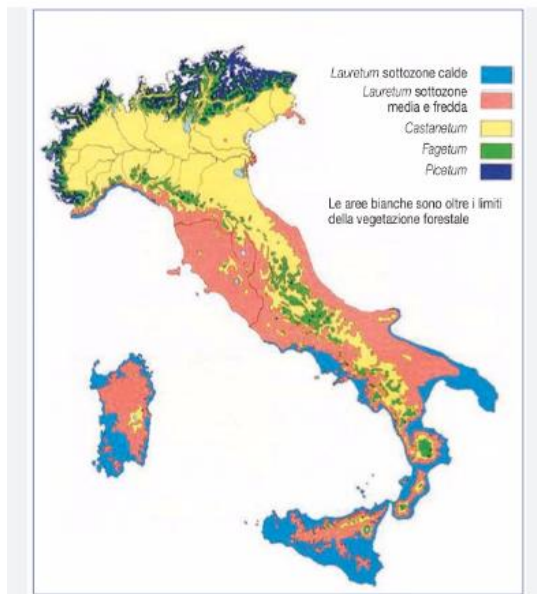 Lauretum sottozone calde
Lauretum sottozone
media e fredda
Castanetum
Fagetum
Picetum
Le aree bianche sono oltre i limiti
della vegetazione forestale